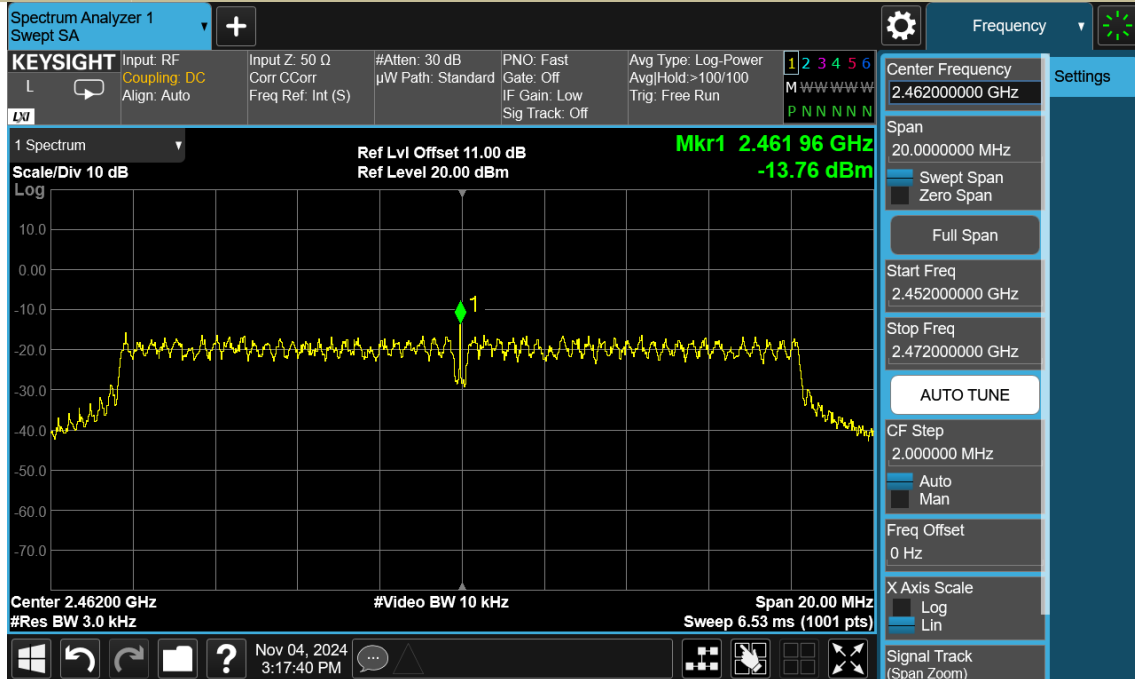 Spectrum Analyzer 1
Swept SA
+
Frequency
KEYSIGHT
L
LXI
Input: RF
Coupling: DC
Align: Auto
Input Z: 50 Ω
Corr CCorr
Freq Ref: Int (S)
#Atten: 30 dB
µW Path: Standard
PNO: Fast
Gate: Off
IF Gain: Low
Sig Track: Off
Avg Type: Log-Power
Avg|Hold:>100/100
Trig: Free Run
1 2 3 4 5 6
M W W W W W
P N N N N N
1 Spectrum
Scale/Div 10 dB
Ref Lvl Offset 11.00 dB
Ref Level 20.00 dBm
Mkr1 2.461 96 GHz
-13.76 dBm
Log
10.0
0.00
-10.0
-20.0
-30.0
-40.0
-50.0
-60.0
-70.0
1
Center 2.46200 GHz
#Res BW 3.0 kHz
#Video BW 10 kHz
Span 20.00 MHz
Sweep 6.53 ms (1001 pts)
Nov 04, 2024
3:17:40 PM
?
Center Frequency
2.462000000 GHz
Span
20.0000000 MHz
Swept Span
Zero Span
Full Span
Start Freq
2.452000000 GHz
Stop Freq
2.472000000 GHz
AUTO TUNE
CF Step
2.000000 MHz
Auto
Man
Freq Offset
0 Hz
X Axis Scale
Log
Lin
Signal Track
(Span Zoom)
Settings